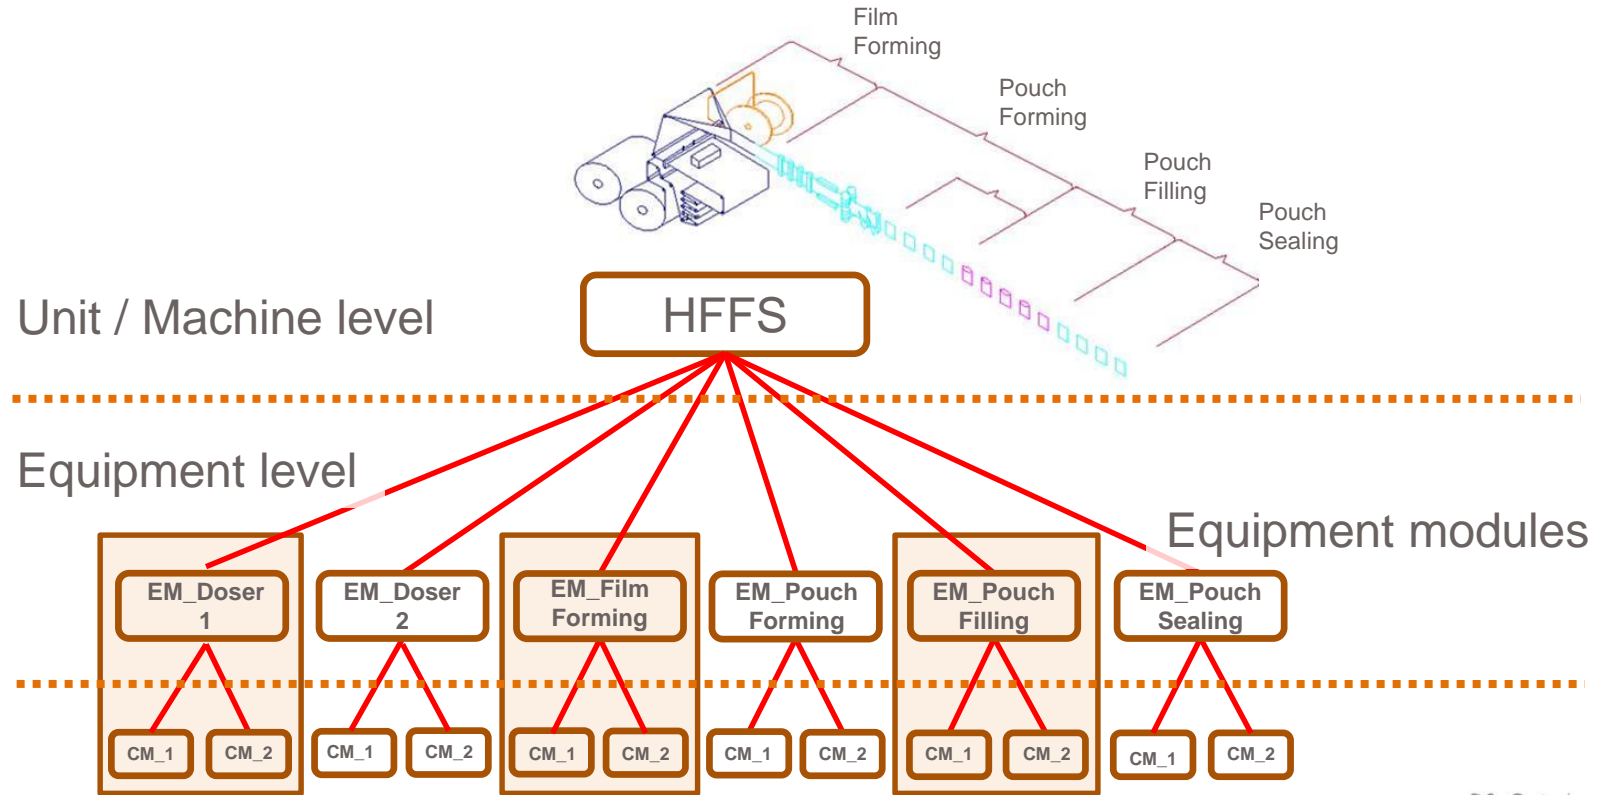 Film
Forming
Pouch
Forming
Pouch
Filling
Pouch
Sealing
Unit / Machine level
HFFS
Equipment level
Equipment modules
EM_Doser
1
EM_Doser
2
EM_Film
Forming
EM_Pouch
Forming
EM_Pouch
Filling
EM_Pouch
Sealing
CM_1
CM_2
CM_1
CM_2
CM_1
CM_2
CM_1
CM_2
CM_1
CM_2
CM_1
CM_2